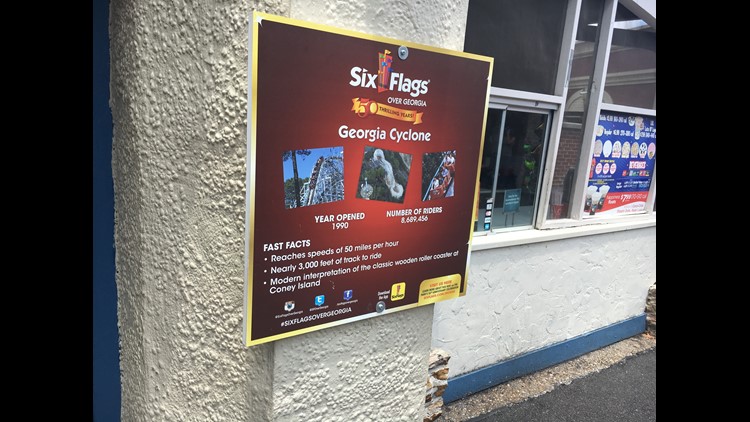 Six Flags
OVER GEORGIA
50 THRILLING YEARS!
Georgia Cyclone
YEAR OPENED
1990
NUMBER OF RIDERS
8,689,456
FAST FACTS
• Reaches speeds of 50 miles per hour
• Nearly 3,000 feet of track to ride
• Modern interpretation of the classic wooden roller coaster at
Coney Island
#SIXFLAGSOVERGEORGIA
BEVERAGES